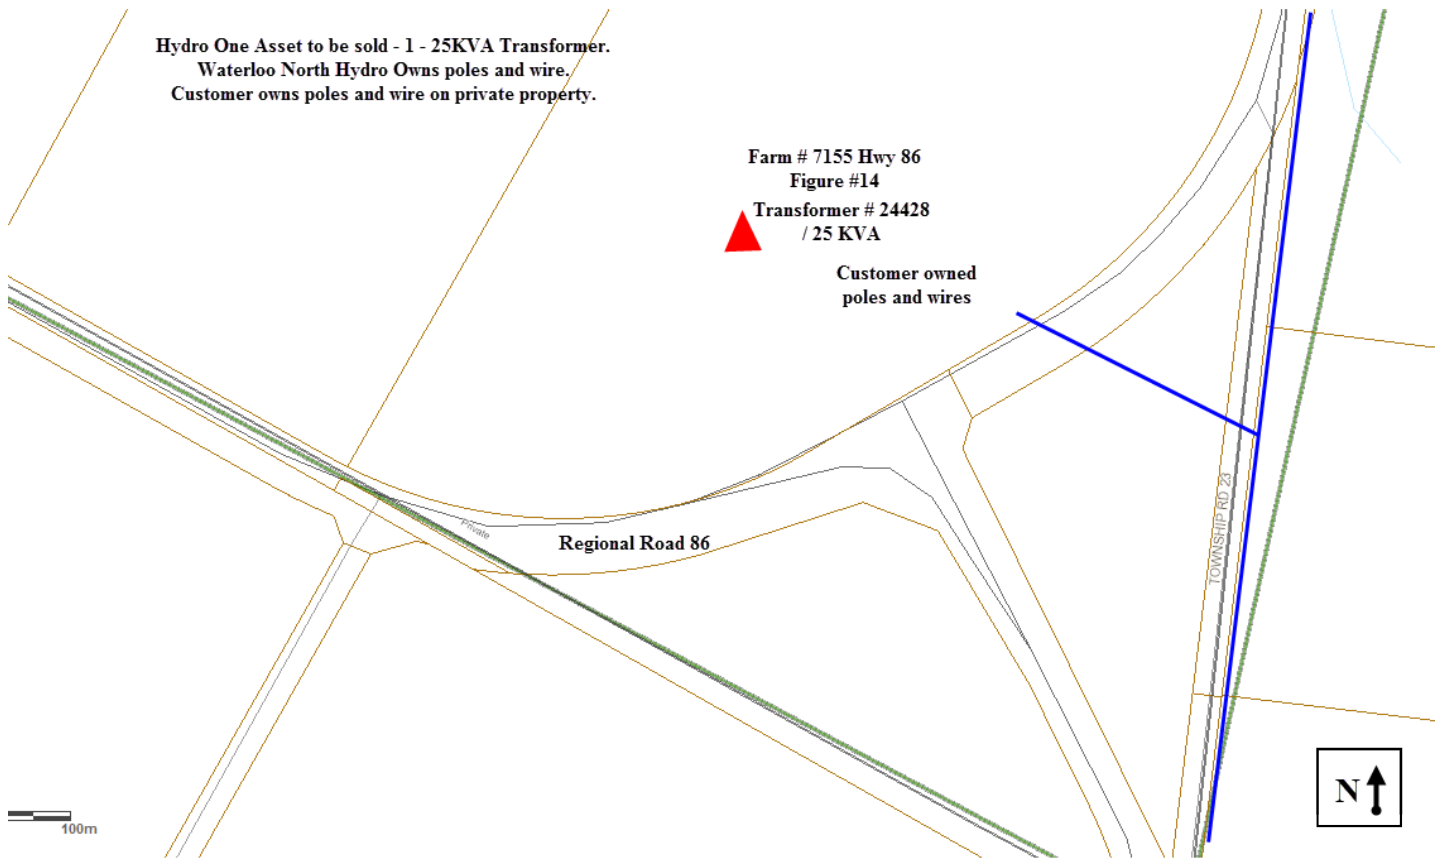 Hydro One Asset to be sold - 1 - 25KVA Transformer.
Waterloo North Hydro Owns poles and wire.
Customer owns poles and wire on private property.
Farm # 7155 Hwy 86
Figure #14
Transformer # 24428
/ 25 KVA
Customer owned
poles and wires
Private
Regional Road 86
TOWNSHIP RD 23
N
100m